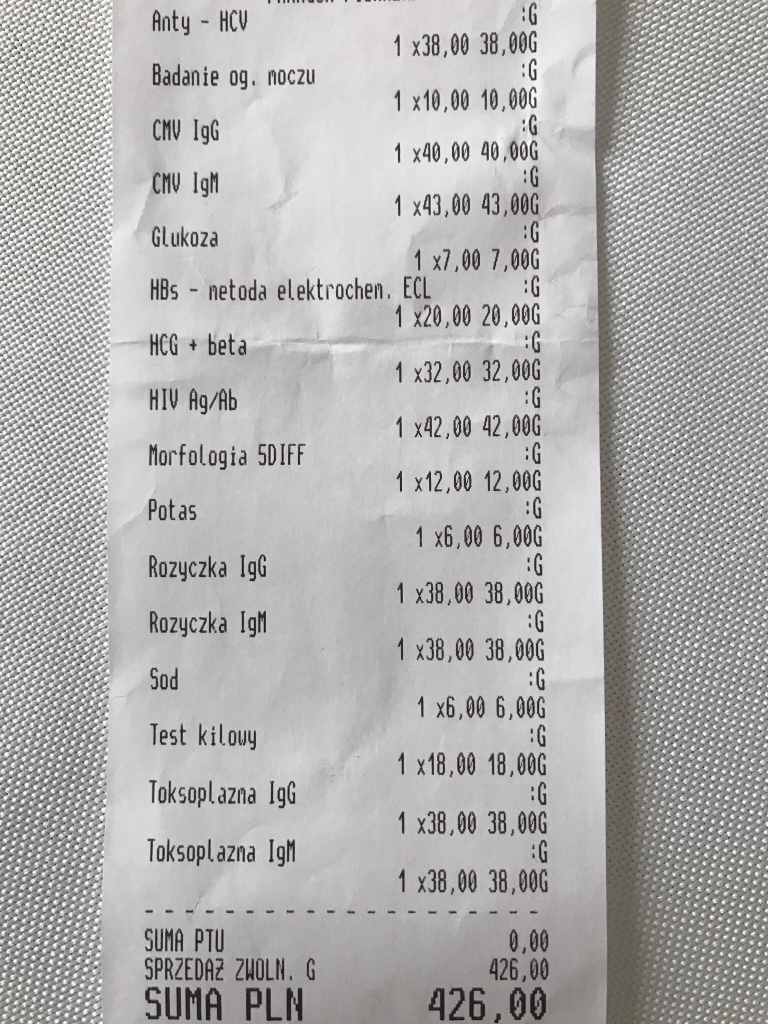 Anty - HCV :G
1 x38,00 38,00G
Badanie og. moczu :G
1 x10,00 10,00G
CMV IgG :G
1 x40,00 40,00G
CMV IgM :G
1 x43,00 43,00G
Glukoza :G
1 x7,00 7,00G
HBs - metoda elektrochem. ECL :G
1 x20,00 20,00G
HCG + beta :G
1 x32,00 32,00G
HIV Ag/Ab :G
1 x42,00 42,00G
Morfologia 5DIFF :G
1 x12,00 12,00G
Potas :G
1 x6,00 6,00G
Rozyczka IgG :G
1 x38,00 38,00G
Rozyczka IgM :G
1 x38,00 38,00G
Sod :G
1 x6,00 6,00G
Test kilowy :G
1 x18,00 18,00G
Toksoplazma IgG :G
1 x38,00 38,00G
Toksoplazma IgM :G
1 x38,00 38,00G
- - - - - - - - - - - - - - - - - - - -
SUMA PTU 0,00
SPRZEDAŻ ZWOLN. G 426,00
SUMA PLN 426,00